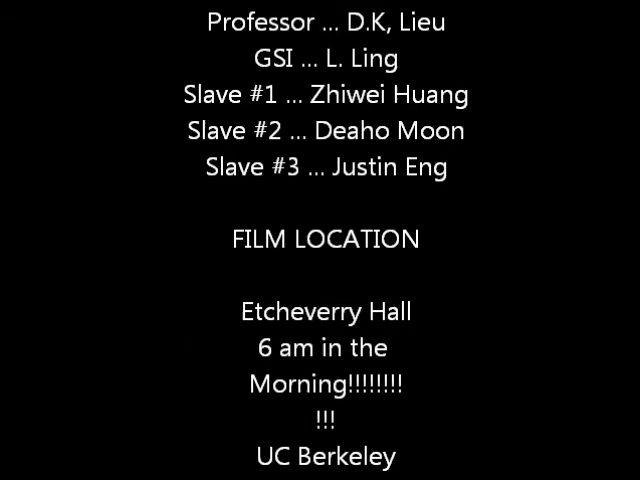 Professor ... D.K, Lieu
GSI ... L. Ling
Slave #1 ... Zhiwei Huang
Slave #2 ... Deaho Moon
Slave #3 ... Justin Eng
FILM LOCATION
Etcheverry Hall
6 am in the
Morning!!!!!!!!
!!!
UC Berkeley